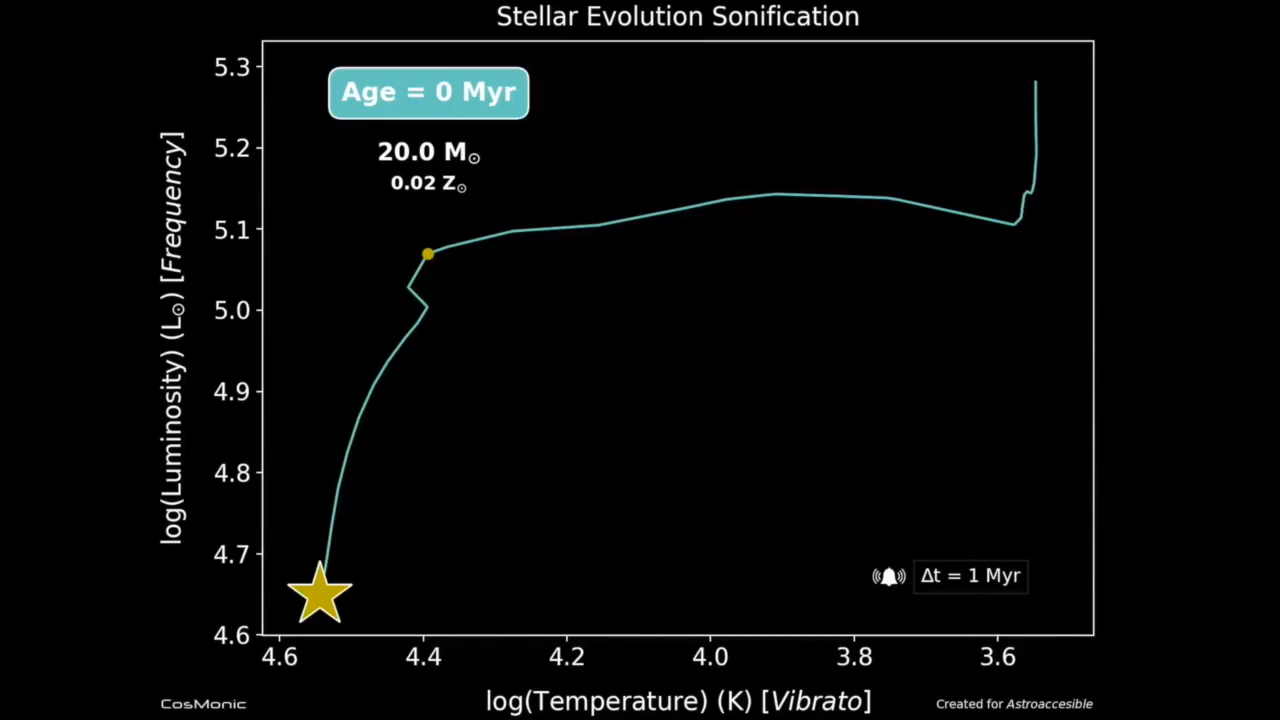 Stellar Evolution Sonification
Age = 0 Myr
20.0 M☉
0.02 Z☉
log(Luminosity) (L☉) [Frequency]
5.3
5.2
5.1
5.0
4.9
4.8
4.7
4.6
Δt = 1 Myr
4.6 4.4 4.2 4.0 3.8 3.6
log(Temperature) (K) [Vibrato]
CosMonic
Created for Astroaccesible